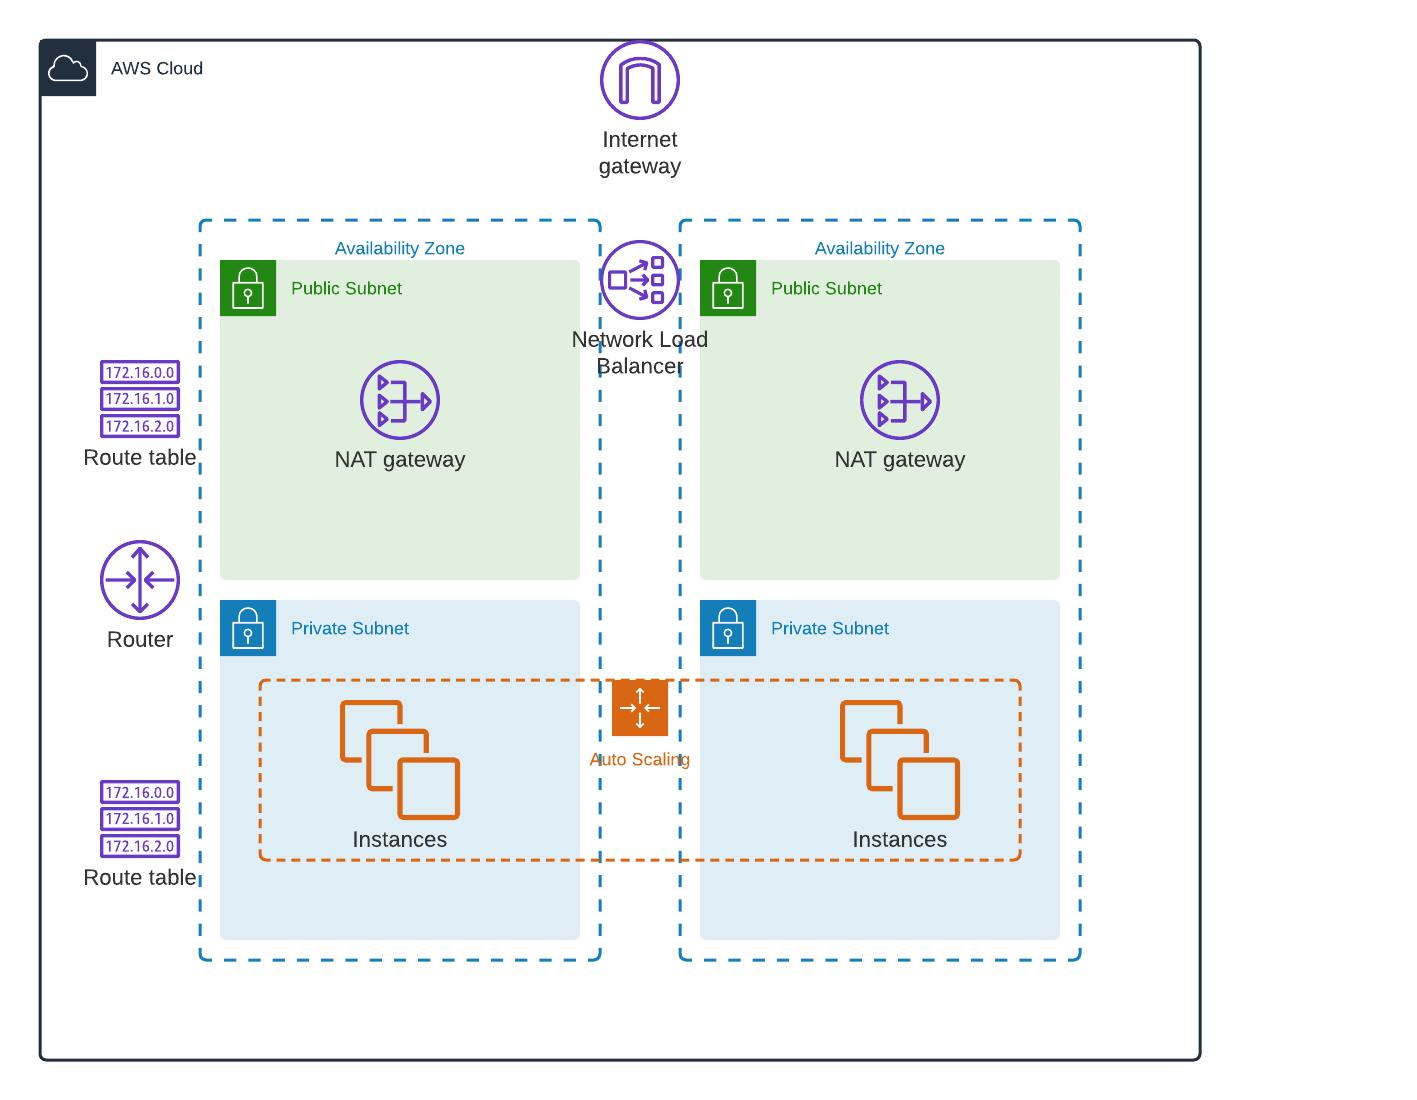 AWS Cloud
Internet
gateway
Availability Zone
Availability Zone
Public Subnet
Public Subnet
Network Load
Balancer
172.16.0.0
172.16.1.0
172.16.2.0
Route table
NAT gateway
NAT gateway
Router
Private Subnet
Private Subnet
Auto Scaling
172.16.0.0
172.16.1.0
172.16.2.0
Route table
Instances
Instances